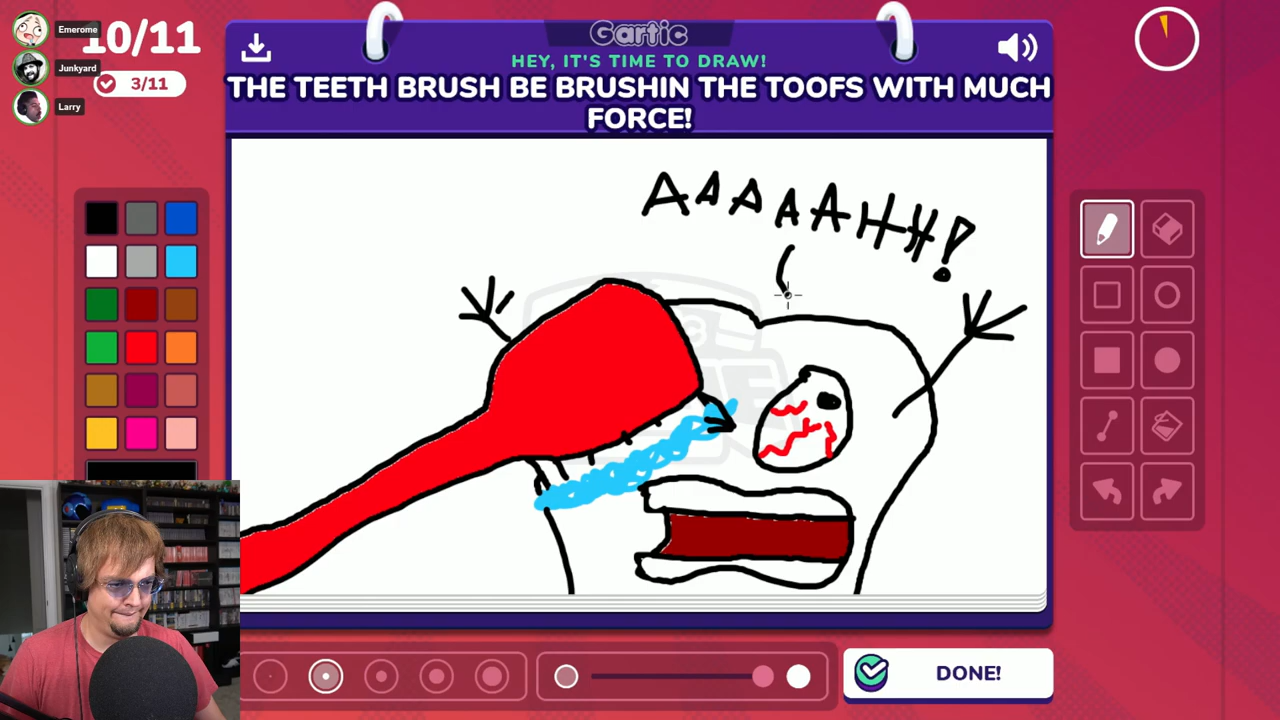 Emerome
10/11
Junkyard
3/11
Larry
Gartic
HEY, IT'S TIME TO DRAW!
THE TEETH BRUSH BE BRUSHIN THE TOOFS WITH MUCH
FORCE!
AAAAAHH!
DONE!